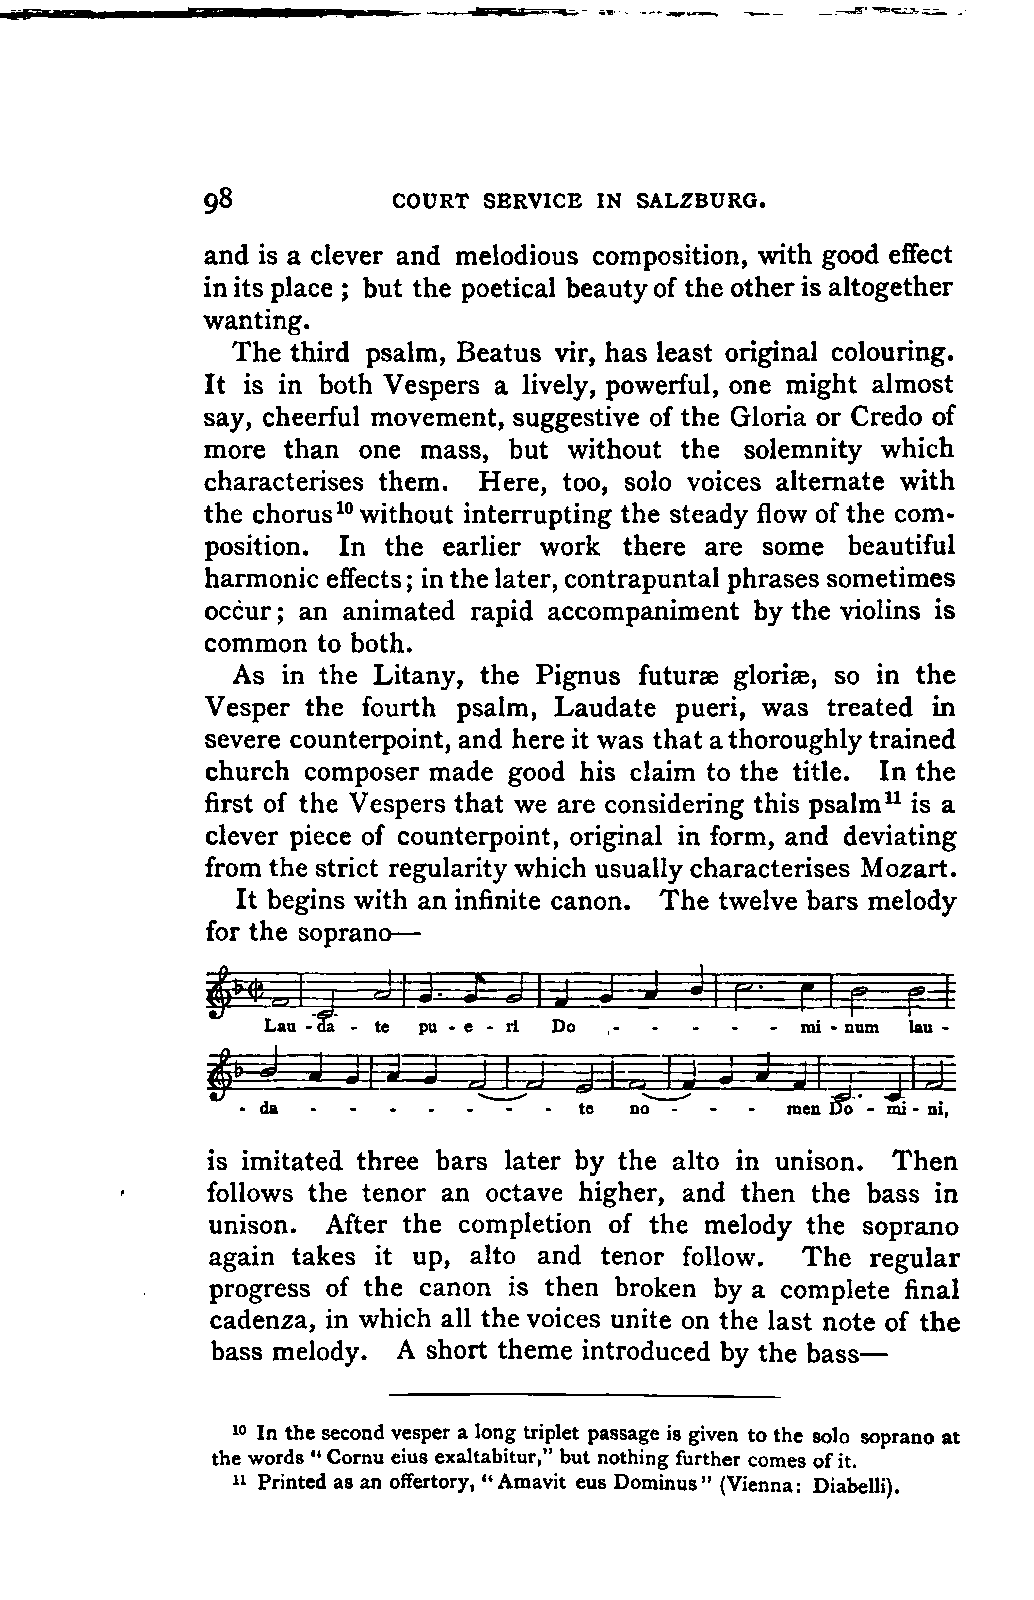 98 COURT SERVICE IN SALZBURG.
and is a clever and melodious composition, with good effect
in its place ; but the poetical beauty of the other is altogether
wanting.
The third psalm, Beatus vir, has least original colouring.
It is in both Vespers a lively, powerful, one might almost
say, cheerful movement, suggestive of the Gloria or Credo of
more than one mass, but without the solemnity which
characterises them. Here, too, solo voices alternate with
the chorus¹⁰ without interrupting the steady flow of the com-
position. In the earlier work there are some beautiful
harmonic effects; in the later, contrapuntal phrases sometimes
occur; an animated rapid accompaniment by the violins is
common to both.
As in the Litany, the Pignus futuræ gloriæ, so in the
Vesper the fourth psalm, Laudate pueri, was treated in
severe counterpoint, and here it was that a thoroughly trained
church composer made good his claim to the title. In the
first of the Vespers that we are considering this psalm¹¹ is a
clever piece of counterpoint, original in form, and deviating
from the strict regularity which usually characterises Mozart.
It begins with an infinite canon. The twelve bars melody
for the soprano—
Lau - da - te pu - e - ri Do - - - - - mi - num lau -
- da - - - - - - - te no - - - men Do - mi - ni,
is imitated three bars later by the alto in unison. Then
follows the tenor an octave higher, and then the bass in
unison. After the completion of the melody the soprano
again takes it up, alto and tenor follow. The regular
progress of the canon is then broken by a complete final
cadenza, in which all the voices unite on the last note of the
bass melody. A short theme introduced by the bass—
¹⁰ In the second vesper a long triplet passage is given to the solo soprano at
the words "Cornu eius exaltabitur," but nothing further comes of it.
¹¹ Printed as an offertory, "Amavit eus Dominus" (Vienna: Diabelli).